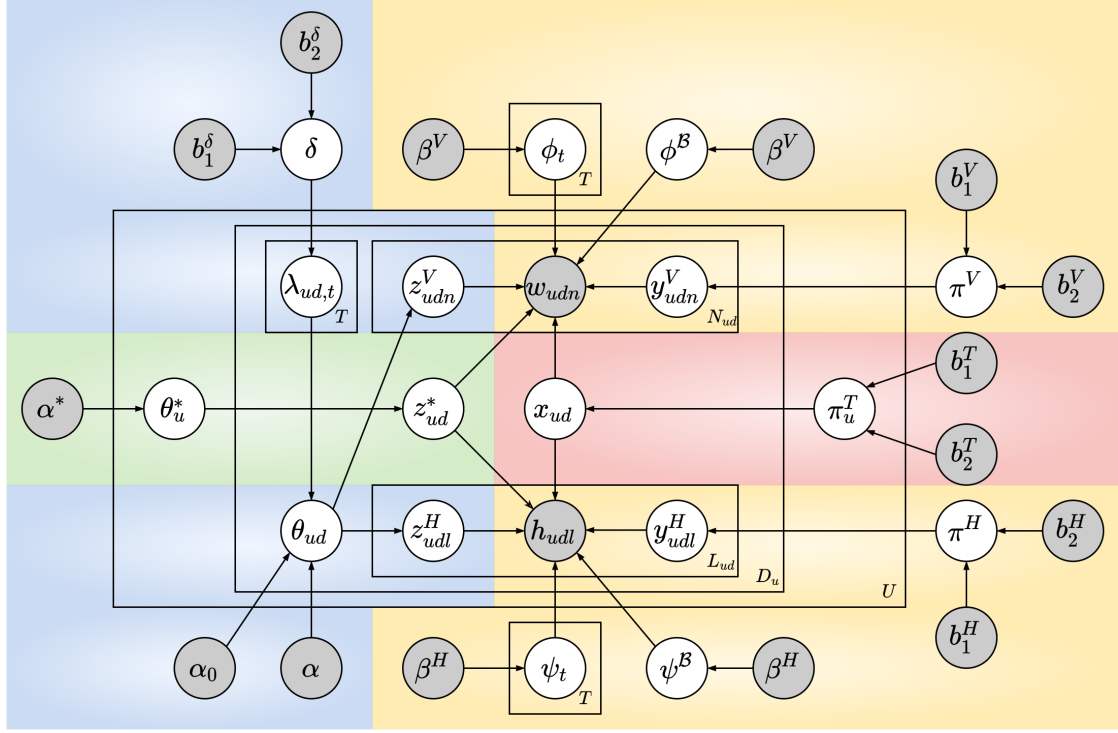 b_2^δ
b_1^δ
δ
β^V
ϕ_t
T
ϕ^ℬ
β^V
b_1^V
λ_{ud,t}
T
z_{udn}^V
w_{udn}
y_{udn}^V
N_{ud}
π^V
b_2^V
b_1^T
α^*
θ_u^*
z_{ud}^*
x_{ud}
π_u^T
b_2^T
θ_{ud}
z_{udl}^H
h_{udl}
y_{udl}^H
L_{ud}
D_u
U
π^H
b_2^H
b_1^H
α_0
α
β^H
ψ_t
T
ψ^ℬ
β^H